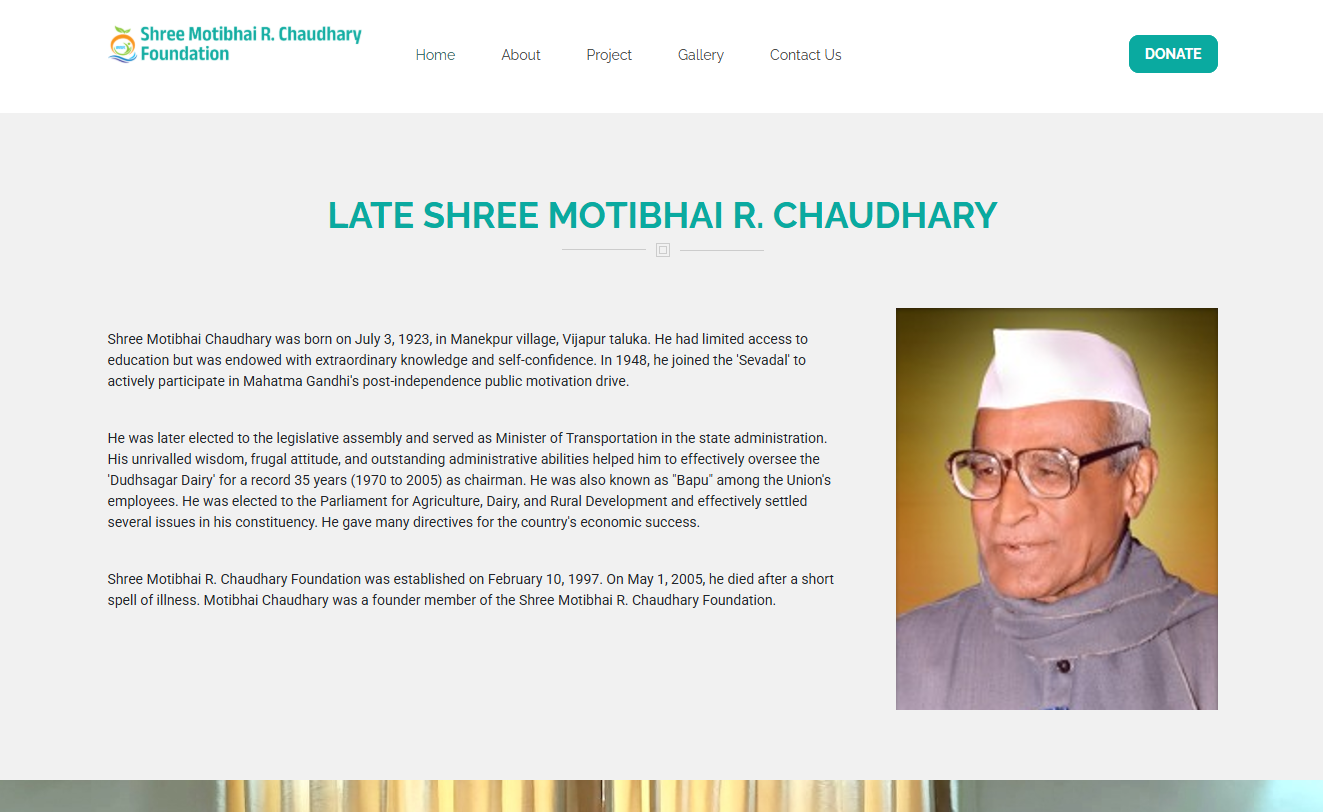 Shree Motibhai R. Chaudhary
Foundation
Home About Project Gallery Contact Us
DONATE
LATE SHREE MOTIBHAI R. CHAUDHARY
Shree Motibhai Chaudhary was born on July 3, 1923, in Manekpur village, Vijapur taluka. He had limited access to
education but was endowed with extraordinary knowledge and self-confidence. In 1948, he joined the 'Sevadal' to
actively participate in Mahatma Gandhi's post-independence public motivation drive.
He was later elected to the legislative assembly and served as Minister of Transportation in the state administration.
His unrivalled wisdom, frugal attitude, and outstanding administrative abilities helped him to effectively oversee the
'Dudhsagar Dairy' for a record 35 years (1970 to 2005) as chairman. He was also known as "Bapu" among the Union's
employees. He was elected to the Parliament for Agriculture, Dairy, and Rural Development and effectively settled
several issues in his constituency. He gave many directives for the country's economic success.
Shree Motibhai R. Chaudhary Foundation was established on February 10, 1997. On May 1, 2005, he died after a short
spell of illness. Motibhai Chaudhary was a founder member of the Shree Motibhai R. Chaudhary Foundation.